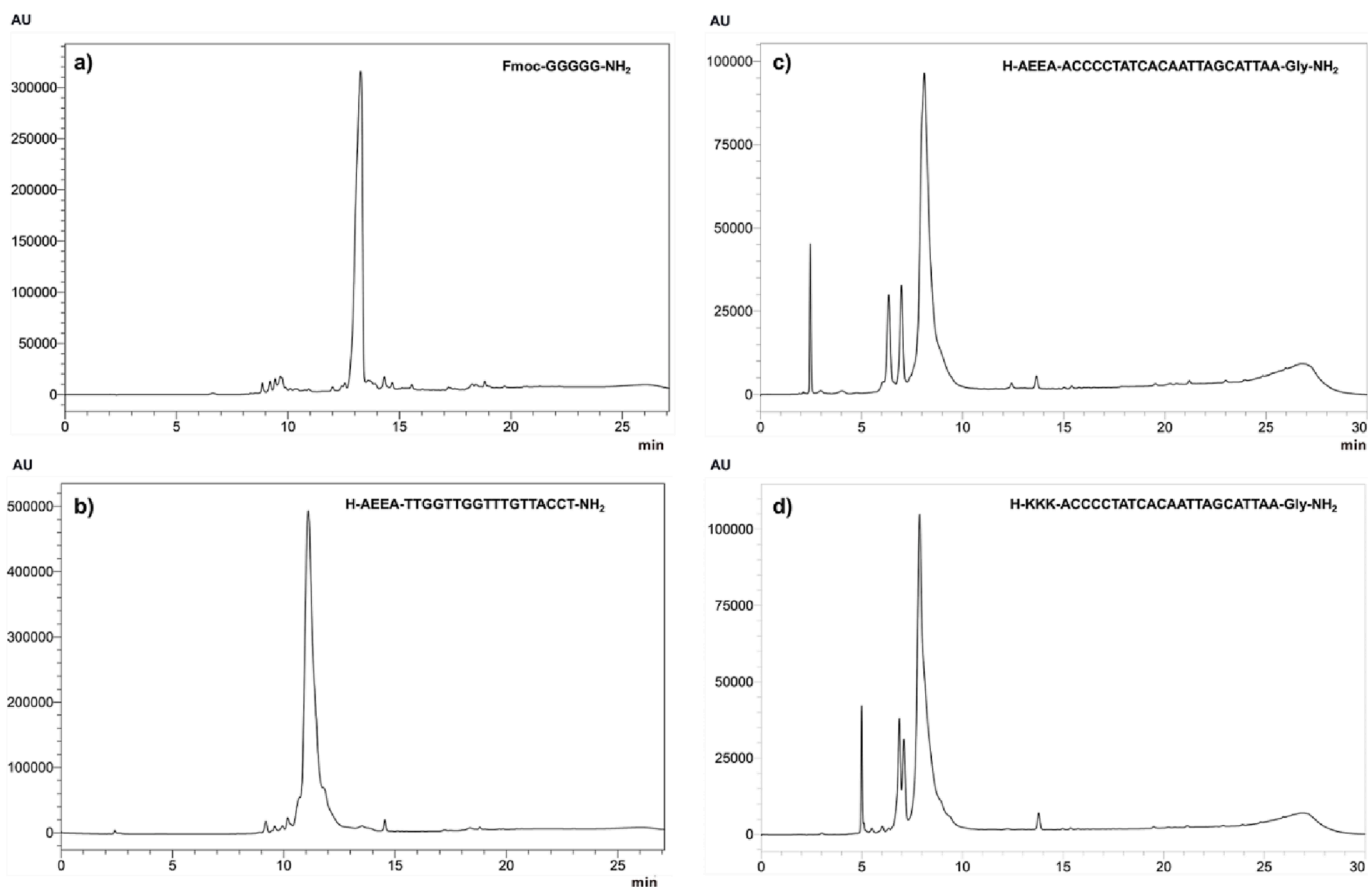 AU
a)
Fmoc-GGGGG-NH2
300000
250000
200000
150000
100000
50000
0
0 5 10 15 20 25
min
AU
b)
H-AEEA-TTGGTTGGTTTGTTACCT-NH2
500000
400000
300000
200000
100000
0
0 5 10 15 20 25
min
AU
c)
H-AEEA-ACCCCTATCACAATTAGCATTAA-Gly-NH2
100000
75000
50000
25000
0
0 5 10 15 20 25 30
min
AU
d)
H-KKK-ACCCCTATCACAATTAGCATTAA-Gly-NH2
100000
75000
50000
25000
0
0 5 10 15 20 25 30
min